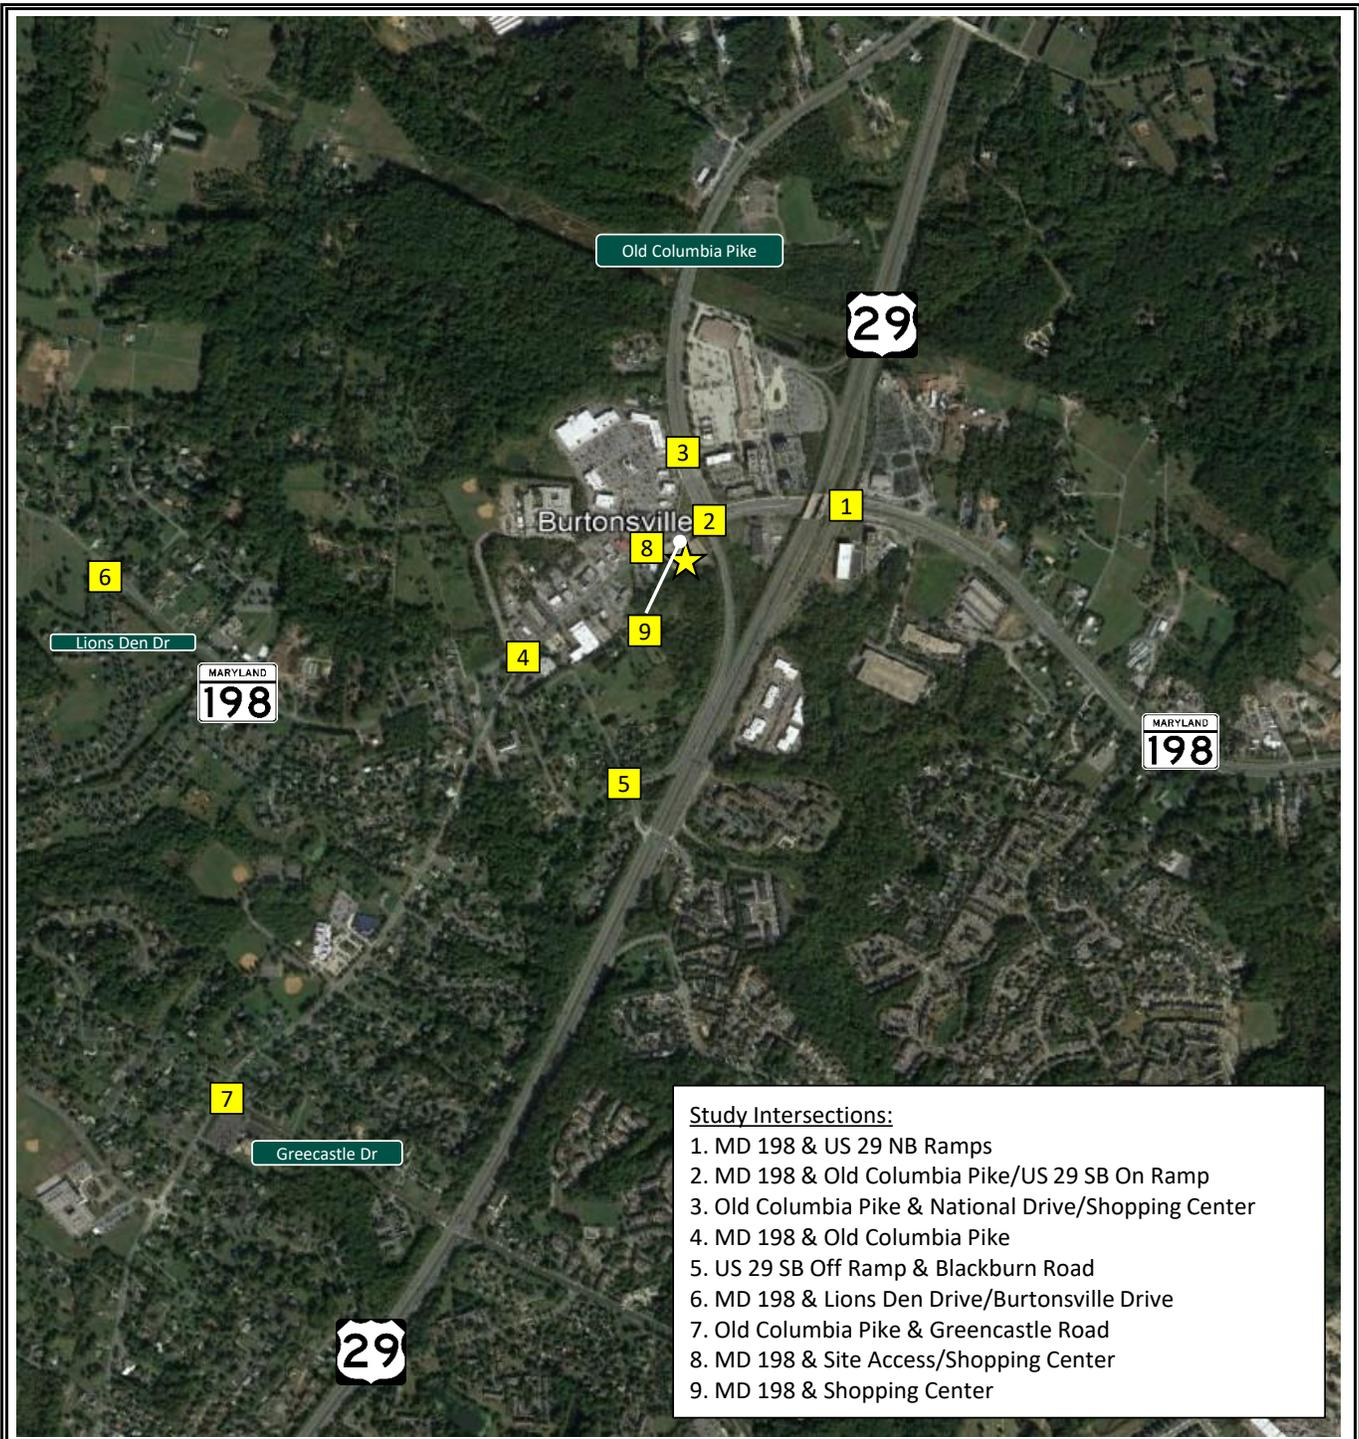 Old Columbia Pike
29
3
1
2
Burtonsville
8
6
9
Lions Den Dr
4
MARYLAND
198
MARYLAND
198
5
7
Greecastle Dr
Study Intersections:
1. MD 198 & US 29 NB Ramps
2. MD 198 & Old Columbia Pike/US 29 SB On Ramp
3. Old Columbia Pike & National Drive/Shopping Center
4. MD 198 & Old Columbia Pike
5. US 29 SB Off Ramp & Blackburn Road
6. MD 198 & Lions Den Drive/Burtonsville Drive
7. Old Columbia Pike & Greencastle Road
8. MD 198 & Site Access/Shopping Center
9. MD 198 & Shopping Center
29